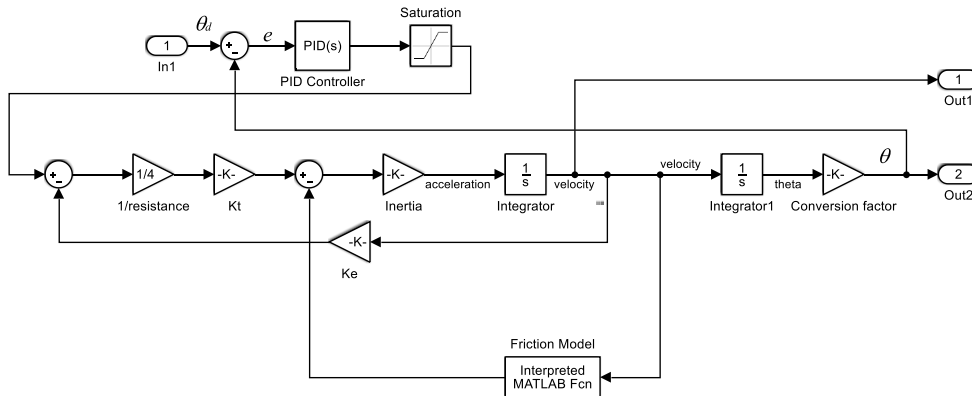 Saturation
θd
e
1
PID(s)
In1
PID Controller
1
Out1
1/4
-K-
-K-
1
s
velocity
1
s
-K-
θ
2
acceleration
velocity
theta
1/resistance
Kt
Inertia
Integrator
Integrator1
Conversion factor
Out2
-K-
Ke
Friction Model
Interpreted
MATLAB Fcn